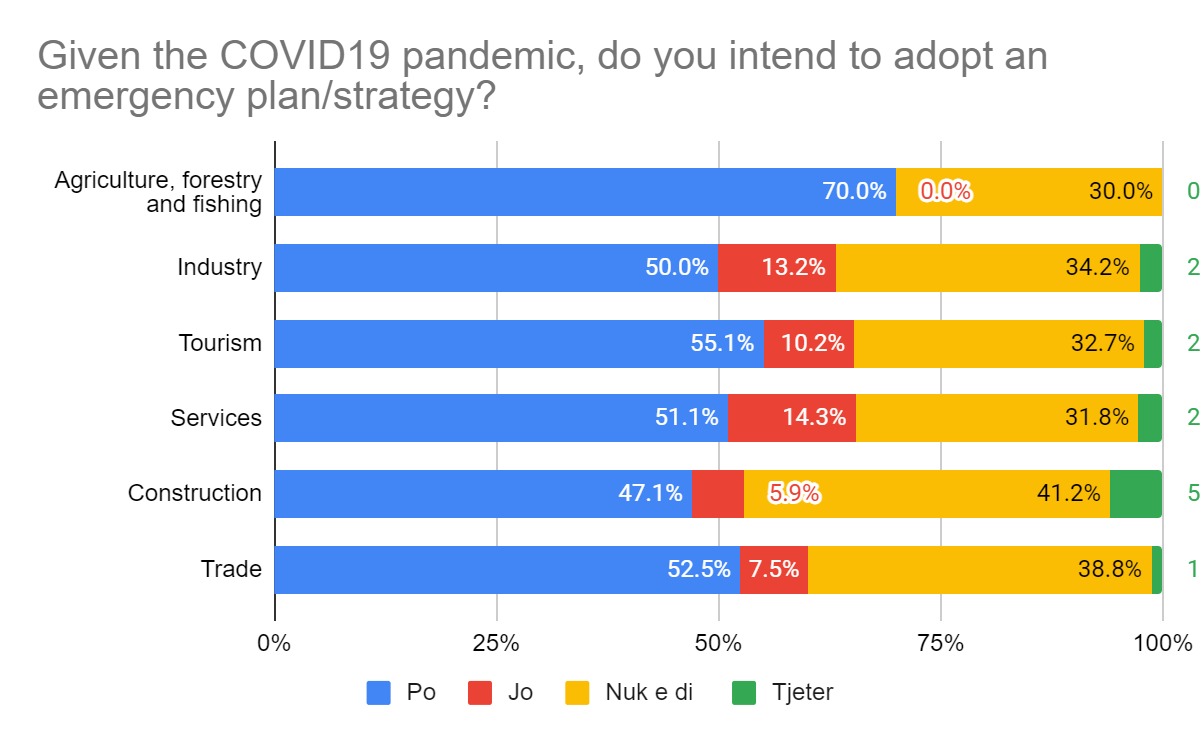 Given the COVID19 pandemic, do you intend to adopt an
emergency plan/strategy?
Agriculture, forestry
and fishing
70.0% 0.0% 30.0% 0
Industry 50.0% 13.2% 34.2% 2
Tourism 55.1% 10.2% 32.7% 2
Services 51.1% 14.3% 31.8% 2
Construction 47.1% 5.9% 41.2% 5
Trade 52.5% 7.5% 38.8% 1
0% 25% 50% 75% 100%
Po Jo Nuk e di Tjeter